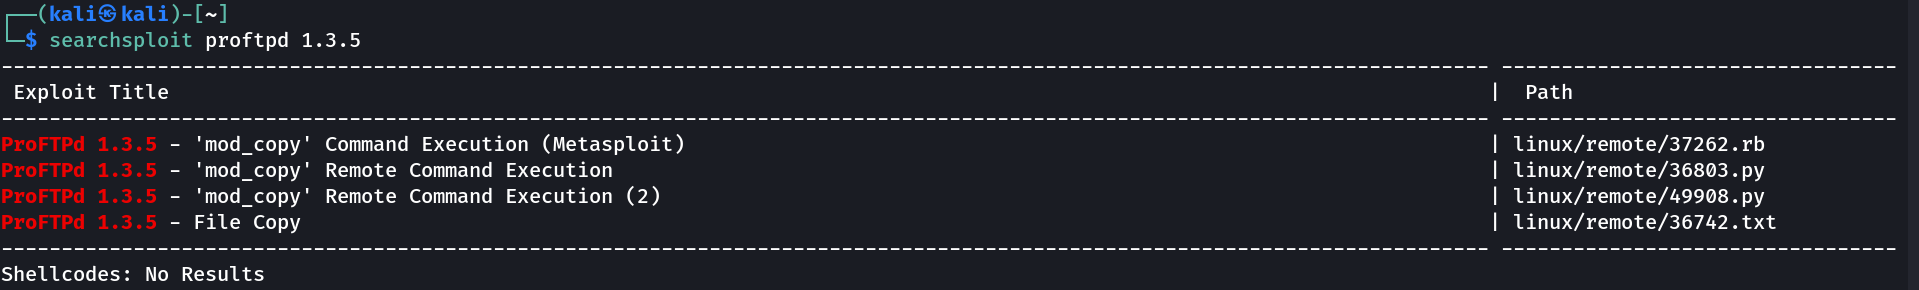 ┌──(kali㉿kali)-[~]
└─$ searchsploit proftpd 1.3.5
---------------------------------------------------------------------------------------------------------------------------- ---------------------------------
 Exploit Title                                                                                                              |  Path
---------------------------------------------------------------------------------------------------------------------------- ---------------------------------
ProFTPd 1.3.5 - 'mod_copy' Command Execution (Metasploit)                                                                   | linux/remote/37262.rb
ProFTPd 1.3.5 - 'mod_copy' Remote Command Execution                                                                         | linux/remote/36803.py
ProFTPd 1.3.5 - 'mod_copy' Remote Command Execution (2)                                                                     | linux/remote/49908.py
ProFTPd 1.3.5 - File Copy                                                                                                   | linux/remote/36742.txt
---------------------------------------------------------------------------------------------------------------------------- ---------------------------------
Shellcodes: No Results